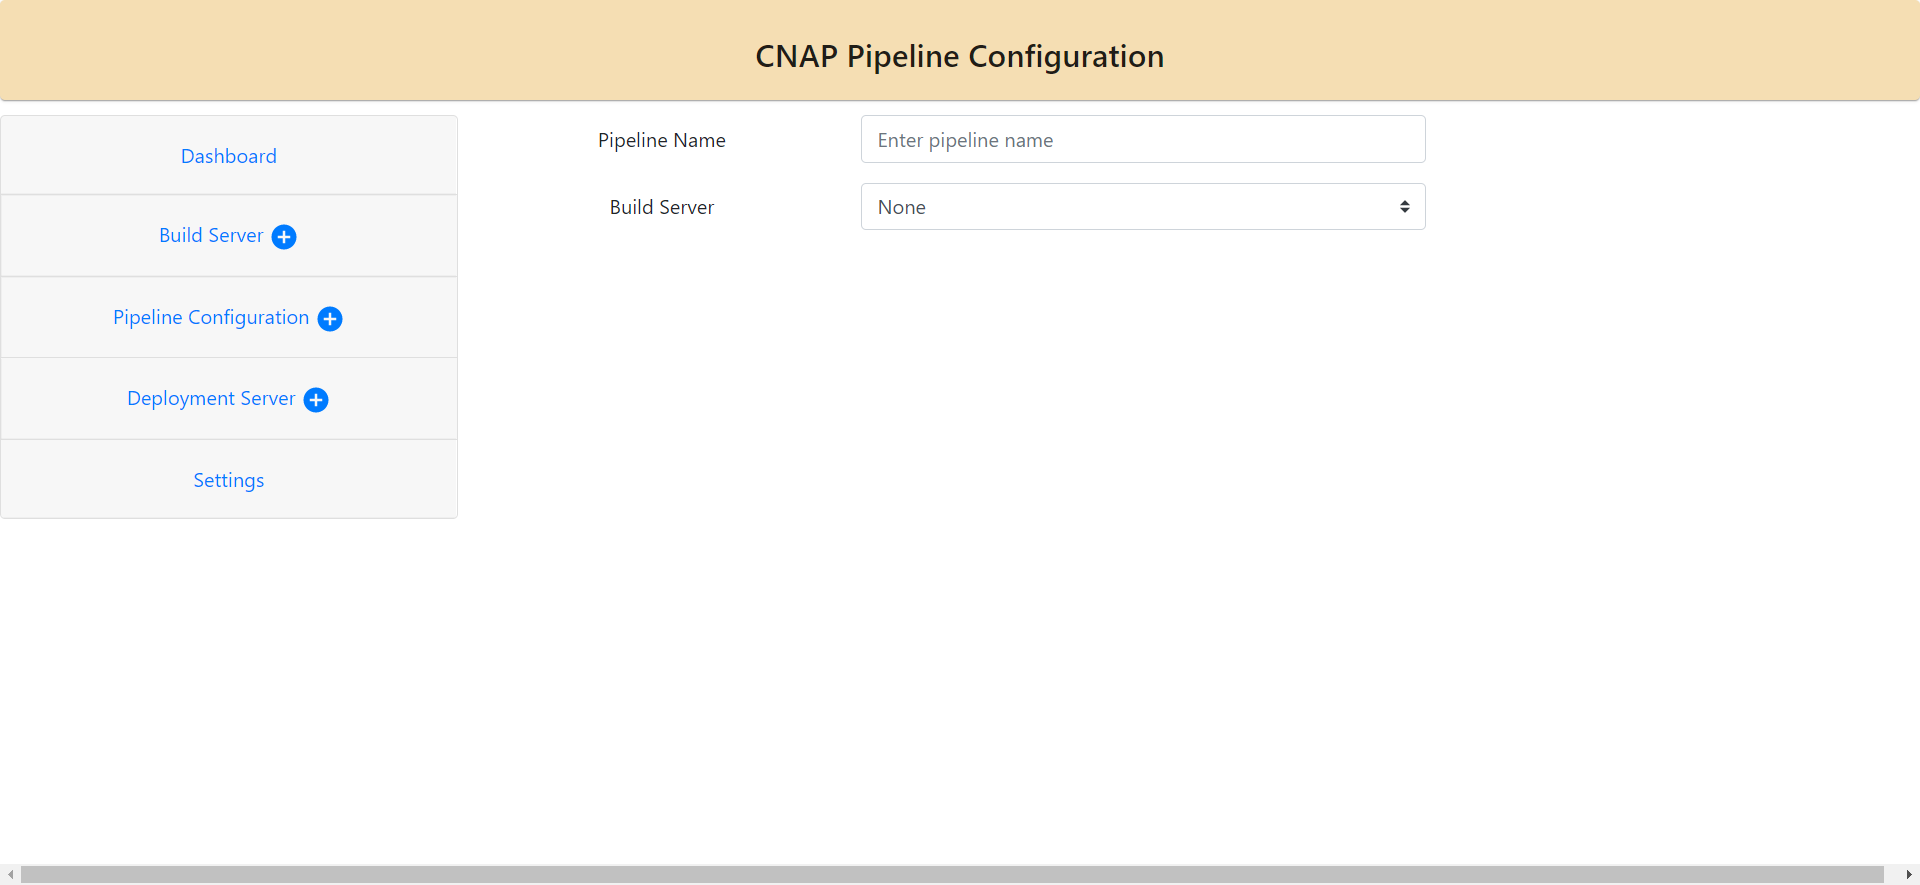 CNAP Pipeline Configuration
Dashboard
Build Server
Pipeline Configuration
Deployment Server
Settings
Pipeline Name
Enter pipeline name
Build Server
None